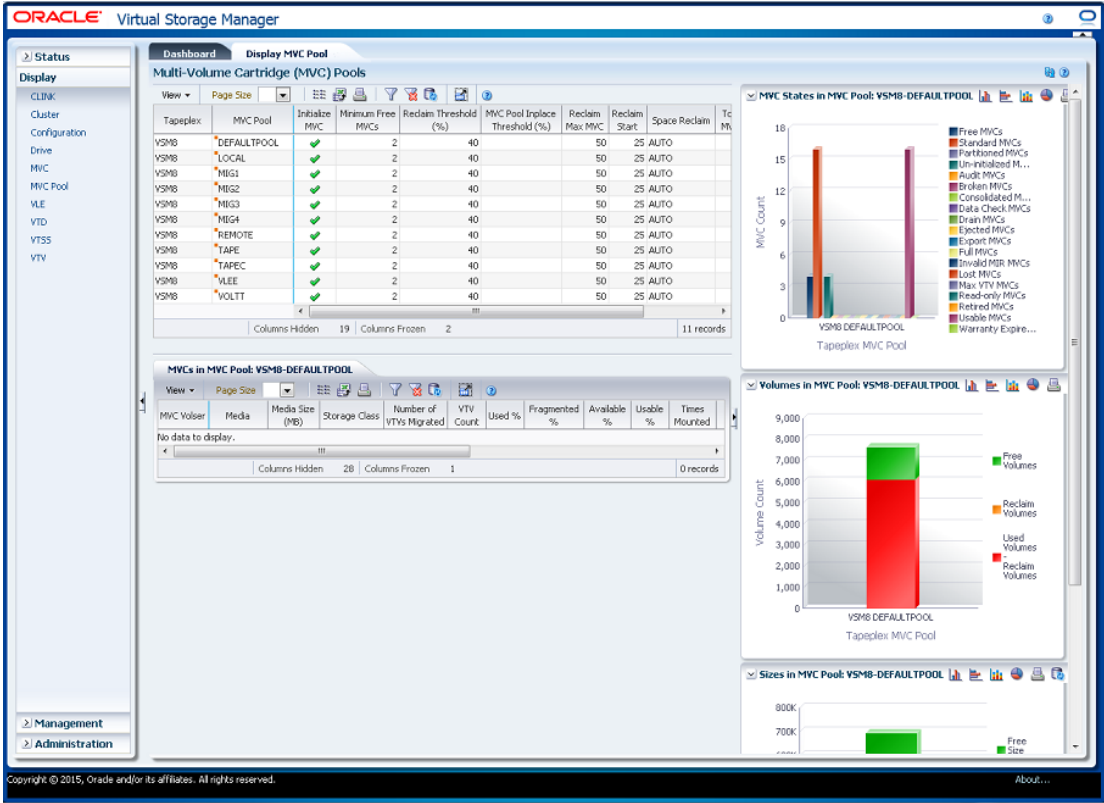 ORACLE Virtual Storage Manager
Status
Display
CLINK
Cluster
Configuration
Drive
MVC
MVC Pool
VLE
VTD
VTSS
VTV
Management
Administration
Dashboard Display MVC Pool
Multi-Volume Cartridge (MVC) Pools
View Page Size
Tapeplex MVC Pool Initialize MVC Minimum Free MVCs Reclaim Threshold (%) MVC Pool Inplace Threshold (%) Reclaim Max MVC Reclaim Start Space Reclaim
VSM8 DEFAULTPOOL 2 40 50 25 AUTO
VSM8 LOCAL 2 40 50 25 AUTO
VSM8 MIG1 2 40 50 25 AUTO
VSM8 MIG2 2 40 50 25 AUTO
VSM8 MIG3 2 40 50 25 AUTO
VSM8 MIG4 2 40 50 25 AUTO
VSM8 REMOTE 2 40 50 25 AUTO
VSM8 TAPE 2 40 50 25 AUTO
VSM8 TAPEC 2 40 50 25 AUTO
VSM8 VLEE 2 40 50 25 AUTO
VSM8 VOLTT 2 40 50 25 AUTO
Columns Hidden 19 Columns Frozen 2 11 records
MVCs in MVC Pool: VSM8-DEFAULTPOOL
View Page Size
MVC Volser Media Media Size (MB) Storage Class Number of VTVs Migrated VTV Count Used % Fragmented % Available % Usable % Times Mounted
No data to display.
Columns Hidden 28 Columns Frozen 1 0 records
MVC States in MVC Pool: VSM8-DEFAULTPOOL
MVC Count
18
15
12
9
6
3
0
VSM8 DEFAULTPOOL
Tapeplex MVC Pool
Free MVCs
Standard MVCs
Partitioned MVCs
Un-initialized M...
Audit MVCs
Broken MVCs
Consolidated M...
Data Check MVCs
Drain MVCs
Ejected MVCs
Export MVCs
Full MVCs
Invalid MIR MVCs
Lost MVCs
Max VTV MVCs
Read-only MVCs
Retired MVCs
Usable MVCs
Warranty Expire...
Volumes in MVC Pool: VSM8-DEFAULTPOOL
Volume Count
9,000
8,000
7,000
6,000
5,000
4,000
3,000
2,000
1,000
0
VSM8 DEFAULTPOOL
Tapeplex MVC Pool
Free
Volumes
Reclaim
Volumes
Used
Volumes
-
Reclaim
Volumes
Sizes in MVC Pool: VSM8-DEFAULTPOOL
800K
700K
Free
Size
Copyright © 2015, Oracle and/or its affiliates. All rights reserved.
About...